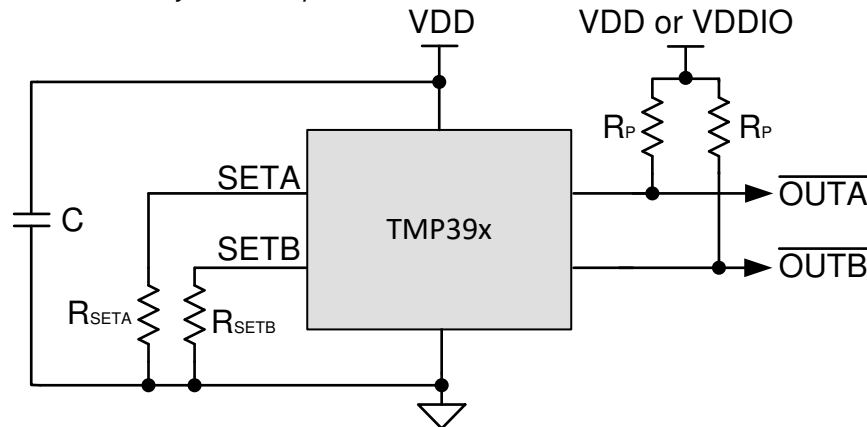 VDD
VDD or VDDIO
RP
RP
SETA
OUTA
C
TMP39x
SETB
OUTB
RSETA
RSETB